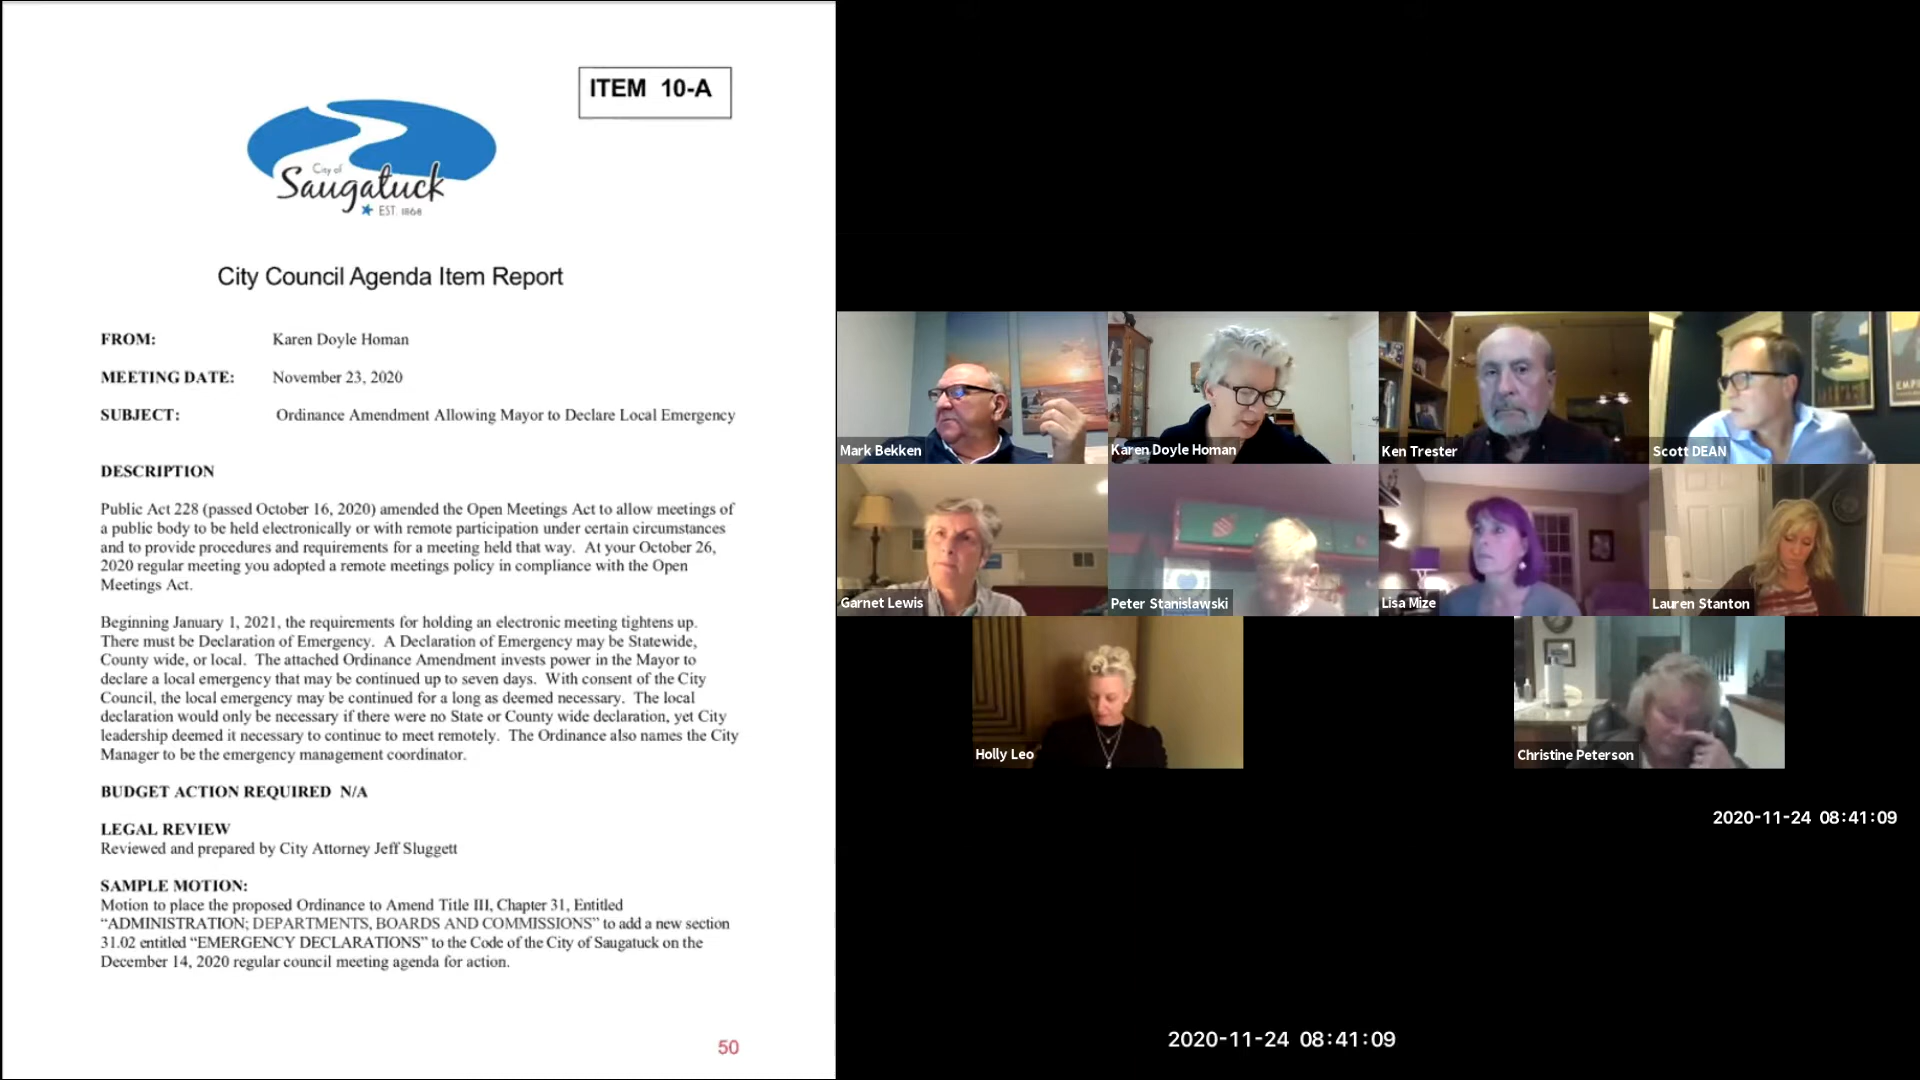 ITEM 10-A
City of
Saugatuck
EST. 1868
City Council Agenda Item Report
FROM: Karen Doyle Homan
MEETING DATE: November 23, 2020
SUBJECT: Ordinance Amendment Allowing Mayor to Declare Local Emergency
DESCRIPTION
Public Act 228 (passed October 16, 2020) amended the Open Meetings Act to allow meetings of
a public body to be held electronically or with remote participation under certain circumstances
and to provide procedures and requirements for a meeting held that way. At your October 26,
2020 regular meeting you adopted a remote meetings policy in compliance with the Open
Meetings Act.
Beginning January 1, 2021, the requirements for holding an electronic meeting tightens up.
There must be Declaration of Emergency. A Declaration of Emergency may be Statewide,
County wide, or local. The attached Ordinance Amendment invests power in the Mayor to
declare a local emergency that may be continued up to seven days. With consent of the City
Council, the local emergency may be continued for a long as deemed necessary. The local
declaration would only be necessary if there were no State or County wide declaration, yet City
leadership deemed it necessary to continue to meet remotely. The Ordinance also names the City
Manager to be the emergency management coordinator.
BUDGET ACTION REQUIRED N/A
LEGAL REVIEW
Reviewed and prepared by City Attorney Jeff Sluggett
SAMPLE MOTION:
Motion to place the proposed Ordinance to Amend Title III, Chapter 31, Entitled
“ADMINISTRATION; DEPARTMENTS, BOARDS AND COMMISSIONS” to add a new section
31.02 entitled “EMERGENCY DECLARATIONS” to the Code of the City of Saugatuck on the
December 14, 2020 regular council meeting agenda for action.
50
Mark Bekken
Karen Doyle Homan
Ken Trester
Scott DEAN
Garnet Lewis
Peter Stanislawski
Lisa Mize
Lauren Stanton
Holly Leo
Christine Peterson
2020-11-24 08:41:09
2020-11-24 08:41:09